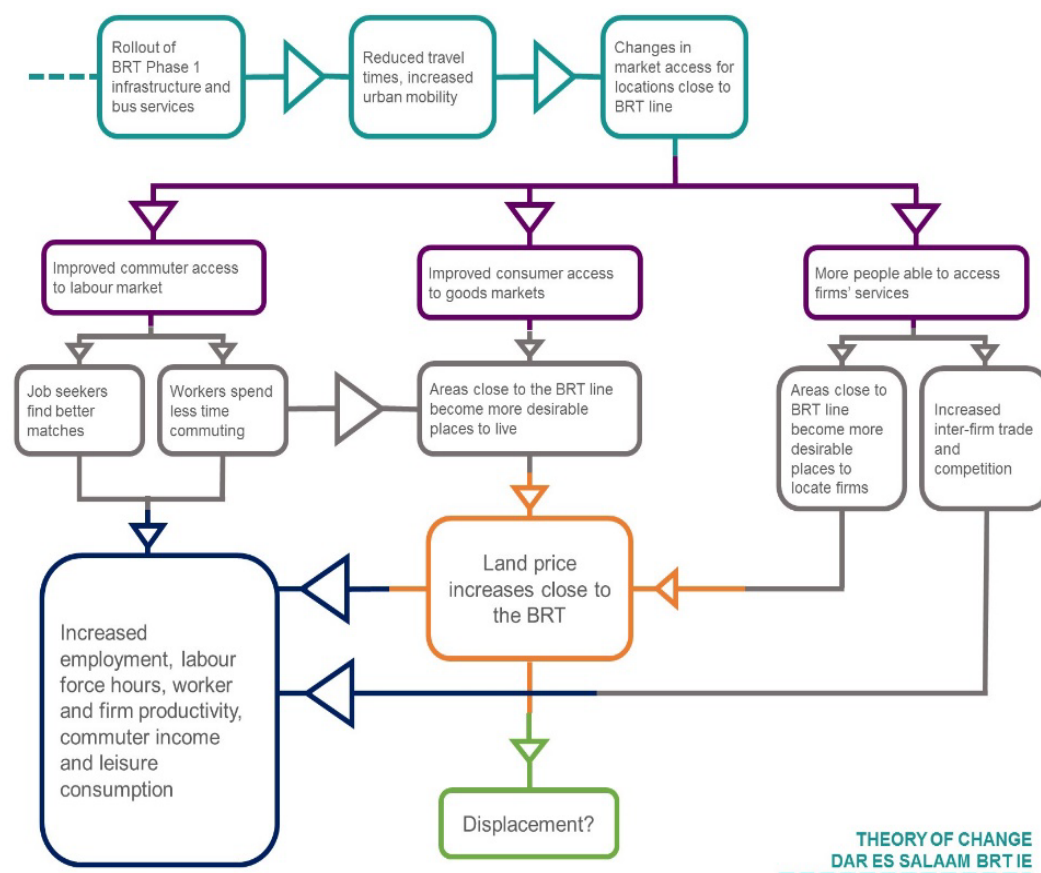 Rollout of
BRT Phase 1
infrastructure and
bus services
Reduced travel
times, increased
urban mobility
Changes in
market access for
locations close to
BRT line
Improved commuter access
to labour market
Improved consumer access
to goods markets
More people able to access
firms' services
Job seekers
find better
matches
Workers spend
less time
commuting
Areas close to the BRT line
become more desirable
places to live
Areas close to
BRT line
become more
desirable
places to
locate firms
Increased
inter-firm trade
and
competition
Land price
increases close to
the BRT
Increased
employment, labour
force hours, worker
and firm productivity,
commuter income
and leisure
consumption
Displacement?
THEORY OF CHANGE
DAR ES SALAAM BRT IE